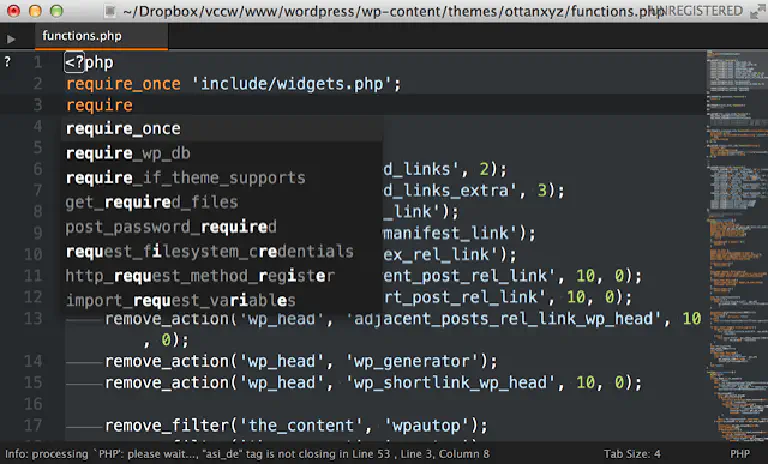 ~/Dropbox/vccw/www/wordpress/wp-content/themes/ottanxyz/functions.php
UNREGISTERED
functions.php
? 1 <?php
2 require_once 'include/widgets.php';
3 require
4 require_once
require_wp_db
6 require_if_theme_supports d_links', 2);
7 get_required_files d_links_extra', 3);
8 post_password_required _link');
9 request_filesystem_credentials manifest_link');
10 http_request_method_register ex_rel_link');
11 import_request_variables ent_post_rel_link', 10, 0);
12 rt_post_rel_link', 10, 0);
13 remove_action('wp_head', 'adjacent_posts_rel_link_wp_head', 10
, 0);
14 remove_action('wp_head', 'wp_generator');
15 remove_action('wp_head', 'wp_shortlink_wp_head', 10, 0);
16
17 remove_filter('the_content', 'wpautop');
Info: processing `PHP': please wait..., "asi_de" tag is not closing in Line 53 , Line 3, Column 8
Tab Size: 4
PHP